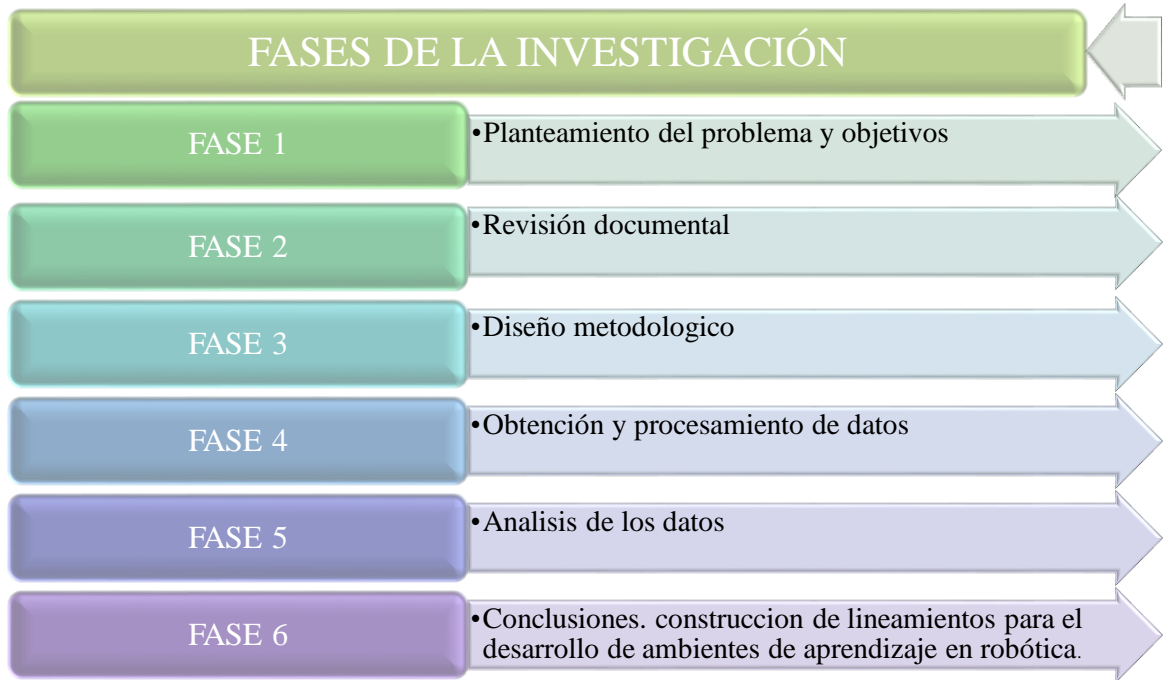 FASES DE LA INVESTIGACIÓN
FASE 1
•Planteamiento del problema y objetivos
FASE 2
•Revisión documental
FASE 3
•Diseño metodologico
FASE 4
•Obtención y procesamiento de datos
FASE 5
•Analisis de los datos
FASE 6
•Conclusiones. construccion de lineamientos para el
desarrollo de ambientes de aprendizaje en robótica.